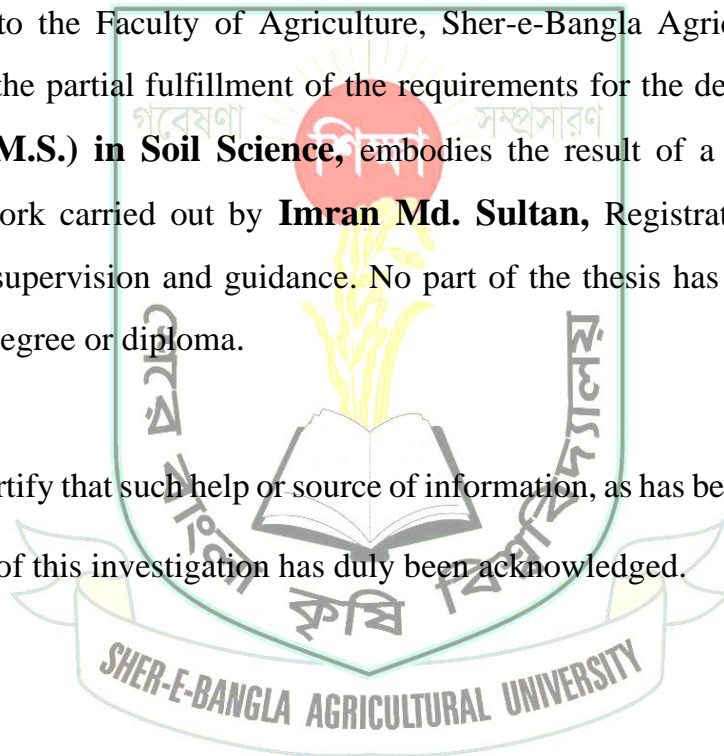 to the Faculty of Agriculture, Sher-e-Bangla Agric
the partial fulfillment of the requirements for the de
গবেষণা শিক্ষা সম্প্রসারণ
M.S.) in Soil Science, embodies the result of a
ork carried out by Imran Md. Sultan, Registrat
supervision and guidance. No part of the thesis has
egree or diploma.
rtify that such help or source of information, as has be
of this investigation has duly been acknowledged.
শেরে বাংলা কৃষি বিশ্ববিদ্যালয়
SHER-E-BANGLA AGRICULTURAL UNIVERSITY